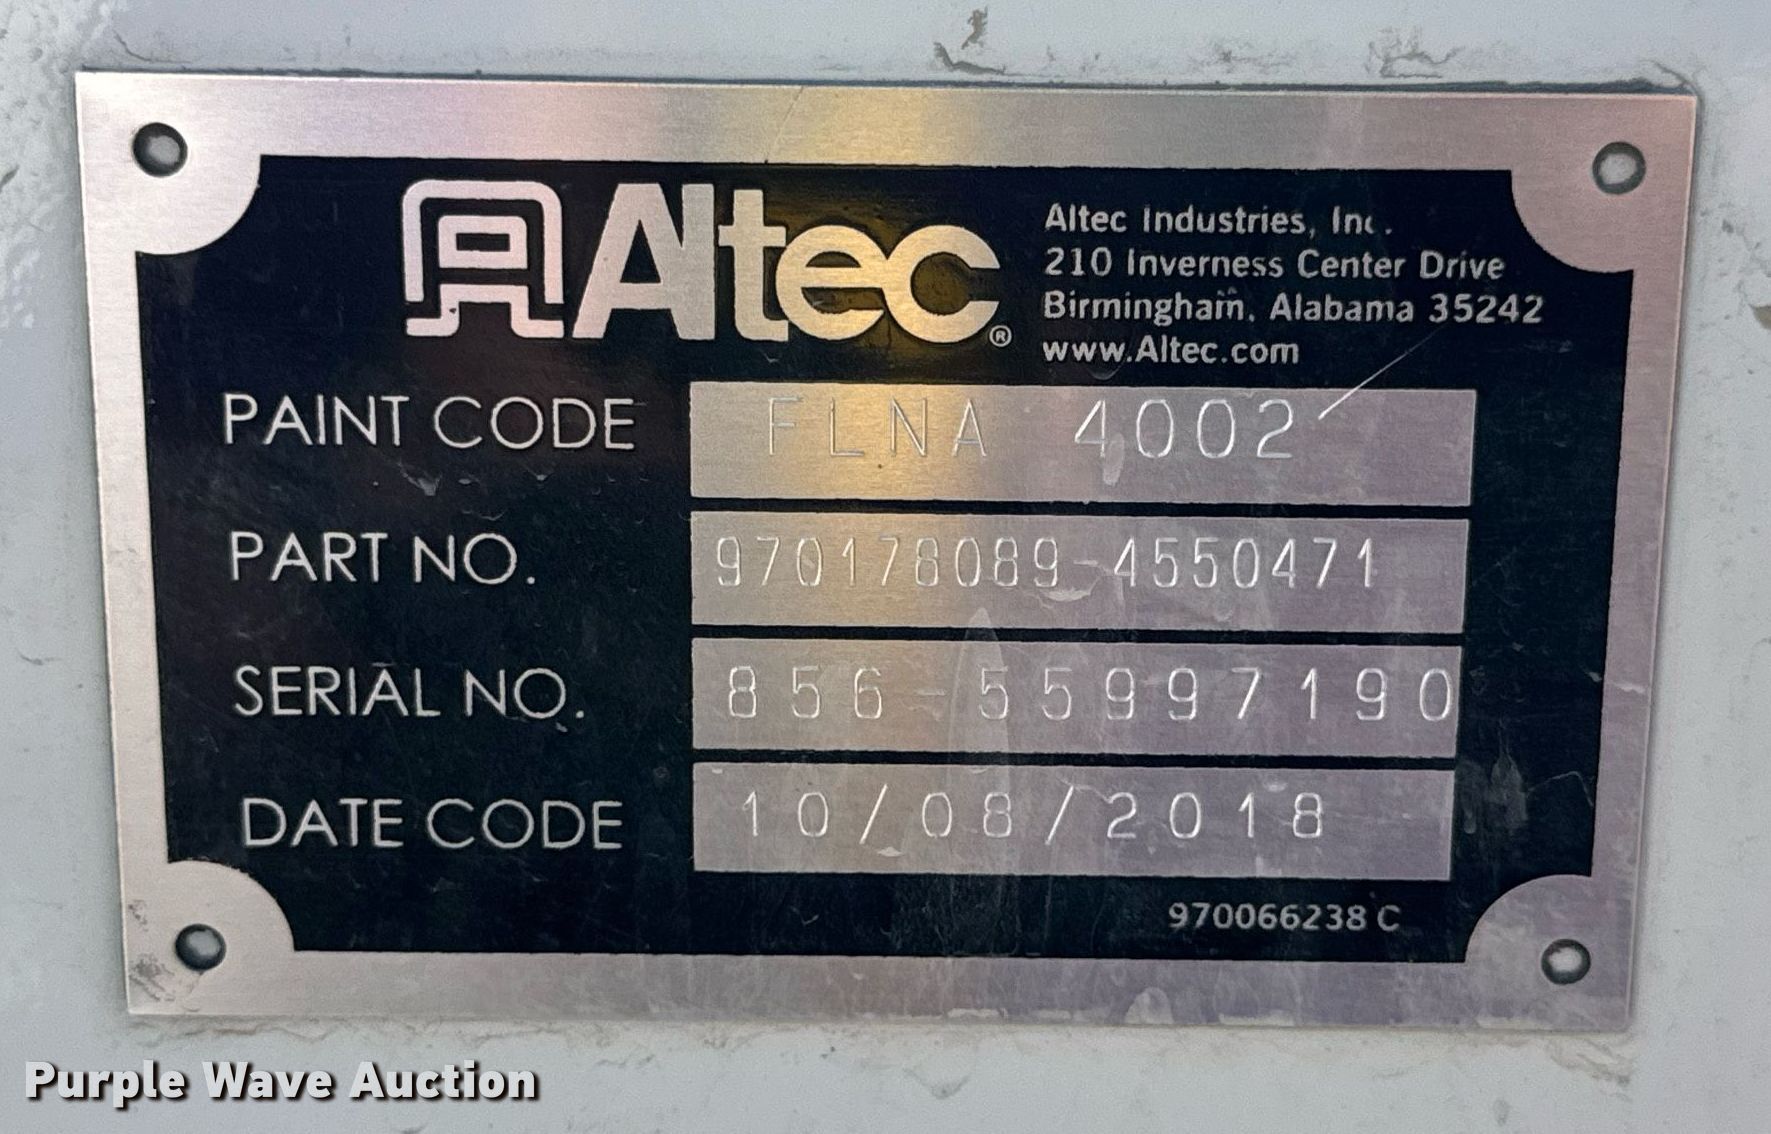 Altec®
Altec Industries, Inc.
210 Inverness Center Drive
Birmingham, Alabama 35242
www.Altec.com
PAINT CODE FLNA 4002
PART NO. 970178089-4550471
SERIAL NO. 856-55997190
DATE CODE 10/08/2018
970066238 C
Purple Wave Auction